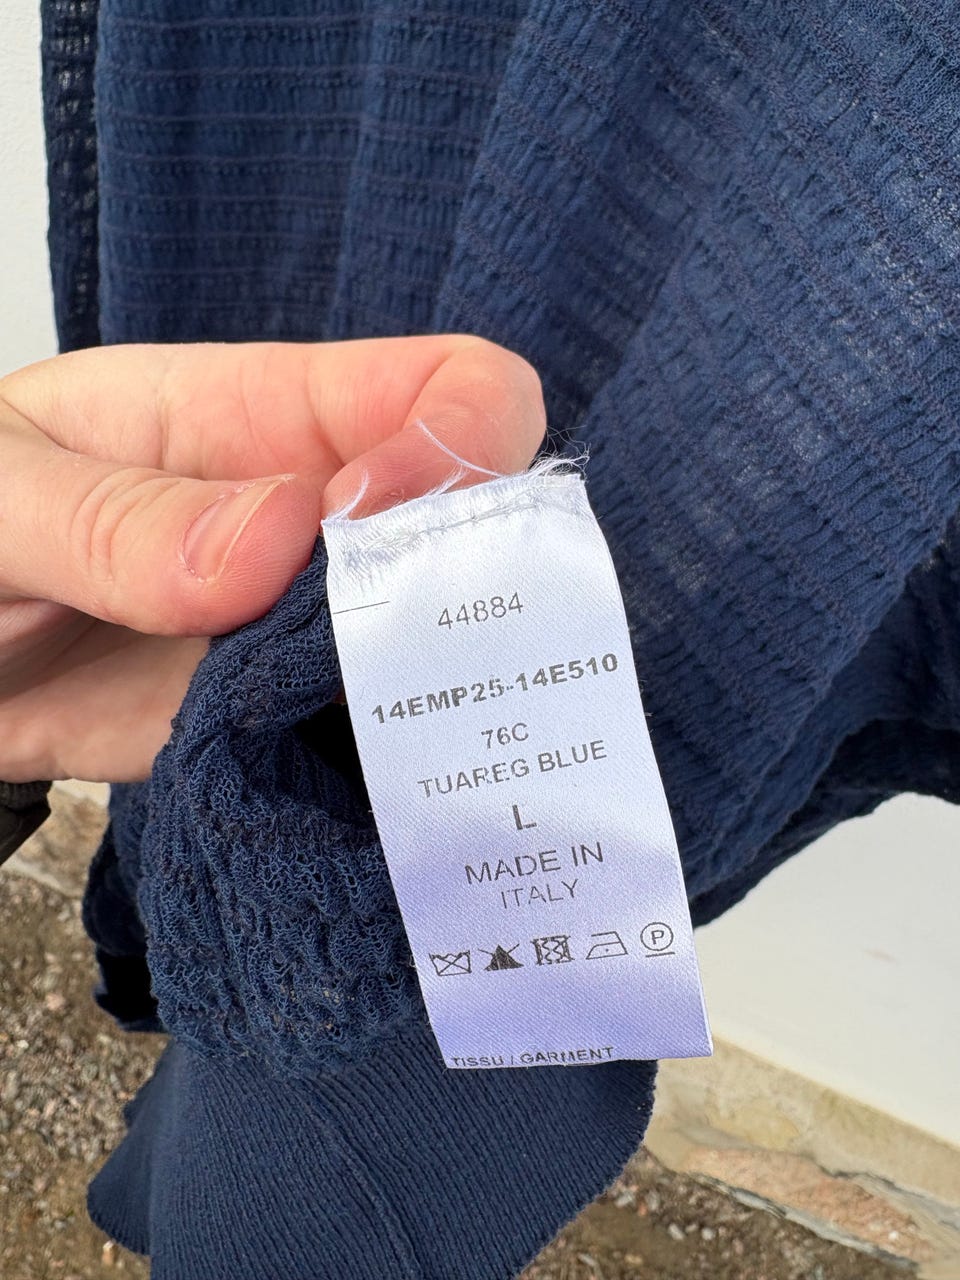 44884
14EMP25-14E510
76C
TUAREG BLUE
L
MADE IN
ITALY
P
TISSU / GARMENT